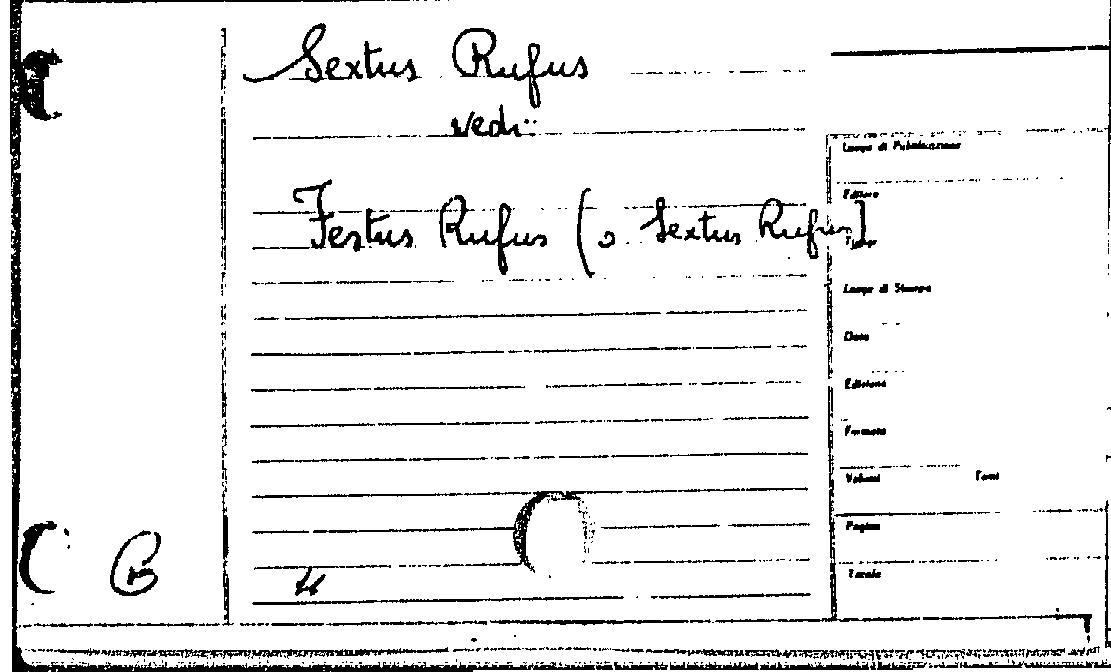 Sextus Rufus
vedi:
Festus Rufus (o Sextus Rufus)
Luogo di Pubblicazione
Editore
Luogo di Stampa
Data
Edizione
Formato
Volumi Tomi
Pagine
Tavole
B